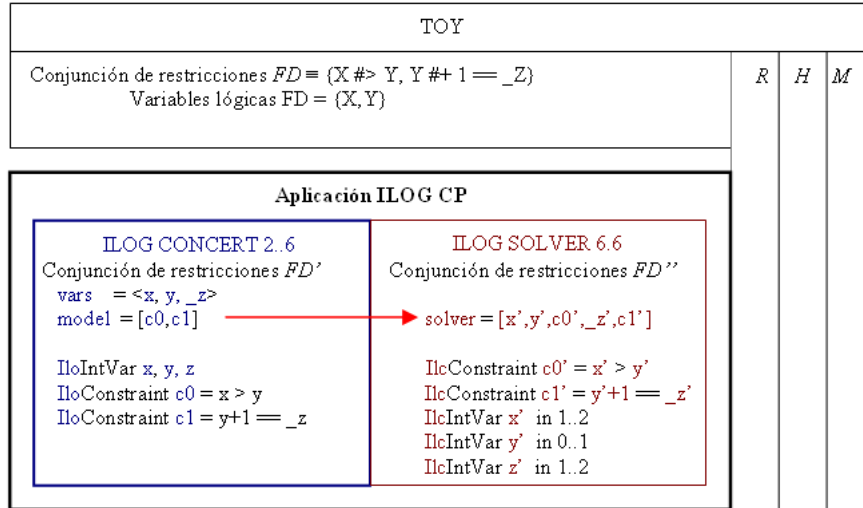 TOY
Conjunción de restricciones FD ≡ {X #> Y, Y #+ 1 == _Z}
R H M
Variables lógicas FD = {X, Y}
Aplicación ILOG CP
ILOG CONCERT 2..6
Conjunción de restricciones FD’
vars = <x, y, _z>
model = [c0,c1]
IloIntVar x, y, z
IloConstraint c0 = x > y
IloConstraint c1 = y+1 == _z
ILOG SOLVER 6.6
Conjunción de restricciones FD’’
solver = [x’,y’,c0’,_z’,c1’]
IlcConstraint c0’ = x’ > y’
IlcConstraint c1’ = y’+1 == _z’
IlcIntVar x’ in 1..2
IlcIntVar y’ in 0..1
IlcIntVar z’ in 1..2